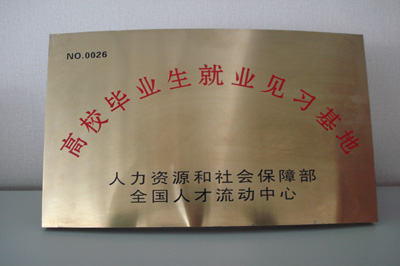 NO.0026
高校毕业生就业见习基地
人力资源和社会保障部
全国人才流动中心